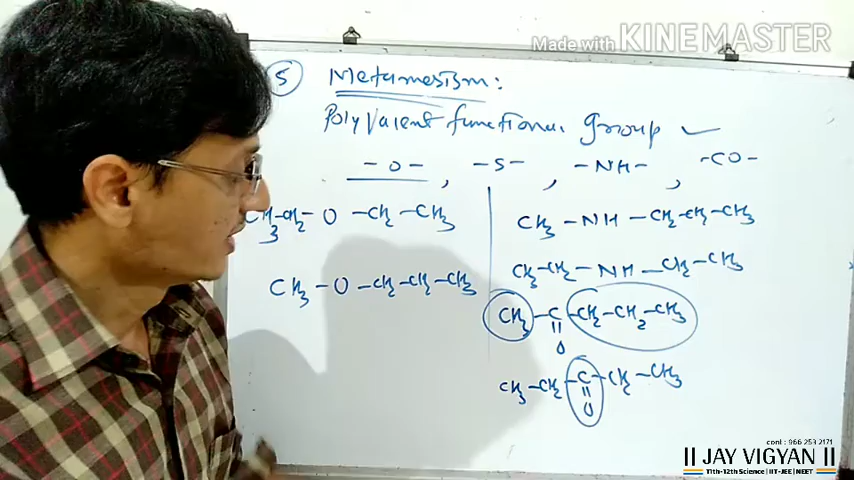 Made with KINEMASTER
5 Metamerism:
Polyvalent functional group ✓
-O- , -S- , -NH- , -CO-
CH3-CH2-O-CH2-CH3
CH3-O-CH2-CH2-CH3
CH3-NH-CH2-CH2-CH3
CH3-CH2-NH-CH2-CH3
CH3-C-CH2-CH2-CH3
||
O
CH3-CH2-C-CH2-CH3
||
O
cont : 966 253 2171
II JAY VIGYAN II
11th-12th Science | IIT-JEE | NEET